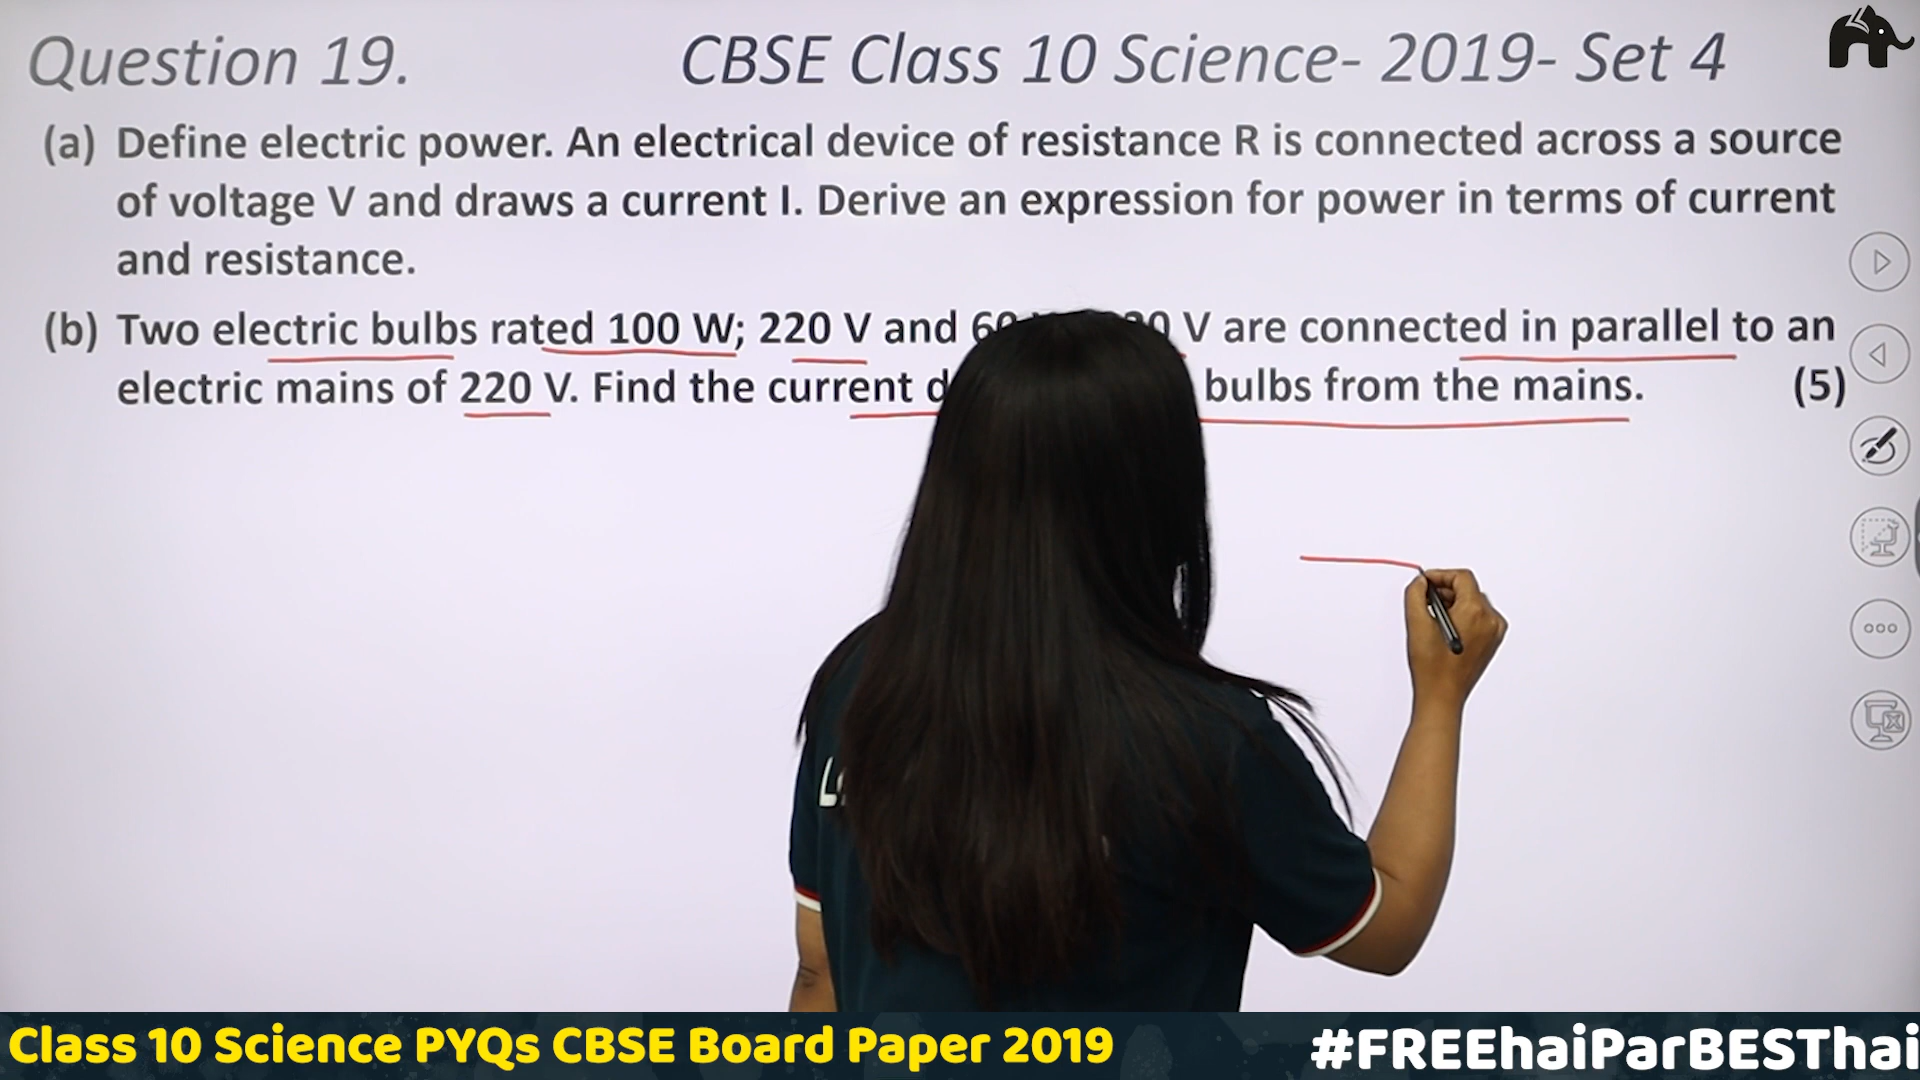 Question 19.
CBSE Class 10 Science- 2019- Set 4
(a) Define electric power. An electrical device of resistance R is connected across a source
of voltage V and draws a current I. Derive an expression for power in terms of current
and resistance.
(b) Two electric bulbs rated 100 W; 220 V and V are connected in parallel to an
electric mains of 220 V. Find the current bulbs from the mains. (5)
Class 10 Science PYQs CBSE Board Paper 2019
#FREEhaiParBESThai